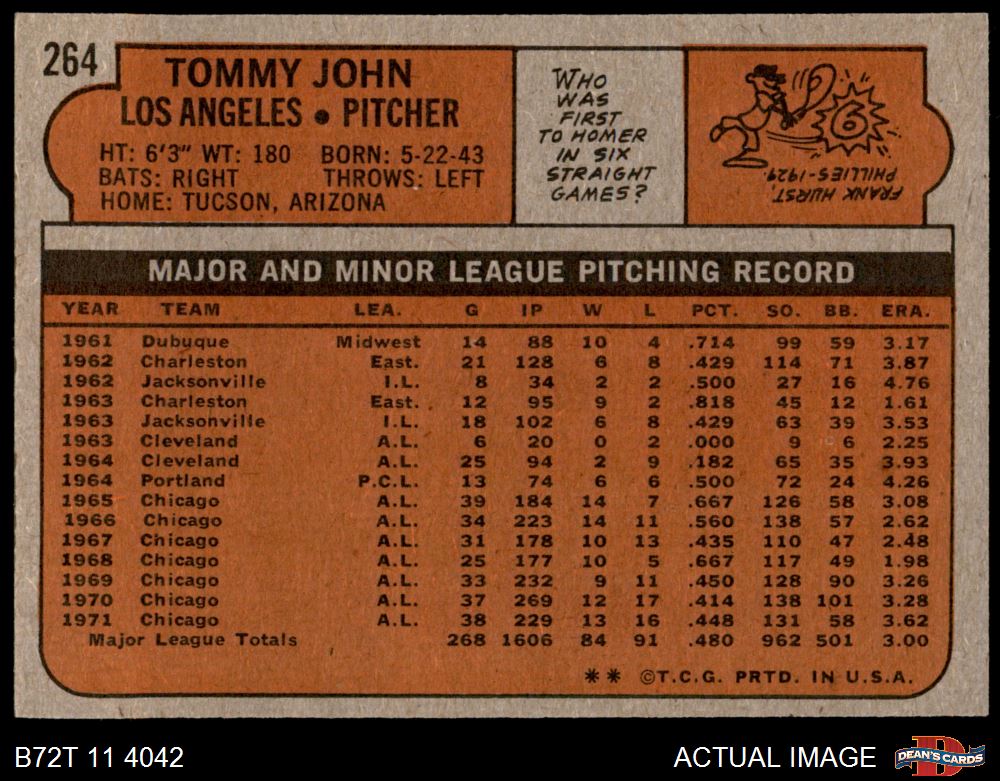 264
TOMMY JOHN
LOS ANGELES • PITCHER
HT: 6'3" WT: 180 BORN: 5-22-43
BATS: RIGHT THROWS: LEFT
HOME: TUCSON, ARIZONA
WHO
WAS
FIRST
TO HOMER
IN SIX
STRAIGHT
GAMES?
6
FRANK HURST,
PHILLIES-1929.
MAJOR AND MINOR LEAGUE PITCHING RECORD
YEAR TEAM LEA. G IP W L PCT. SO. BB. ERA.
1961 Dubuque Midwest 14 88 10 4 .714 99 59 3.17
1962 Charleston East. 21 128 6 8 .429 114 71 3.87
1962 Jacksonville I.L. 8 34 2 2 .500 27 16 4.76
1963 Charleston East. 12 95 9 2 .818 45 12 1.61
1963 Jacksonville I.L. 18 102 6 8 .429 63 39 3.53
1963 Cleveland A.L. 6 20 0 2 .000 9 6 2.25
1964 Cleveland A.L. 25 94 2 9 .182 65 35 3.93
1964 Portland P.C.L. 13 74 6 6 .500 72 24 4.26
1965 Chicago A.L. 39 184 14 7 .667 126 58 3.08
1966 Chicago A.L. 34 223 14 11 .560 138 57 2.62
1967 Chicago A.L. 31 178 10 13 .435 110 47 2.48
1968 Chicago A.L. 25 177 10 5 .667 117 49 1.98
1969 Chicago A.L. 33 232 9 11 .450 128 90 3.26
1970 Chicago A.L. 37 269 12 17 .414 138 101 3.28
1971 Chicago A.L. 38 229 13 16 .448 131 58 3.62
Major League Totals 268 1606 84 91 .480 962 501 3.00
** ©T.C.G. PRTD. IN U.S.A.
B72T 11 4042
ACTUAL IMAGE
D
DEAN'S CARDS